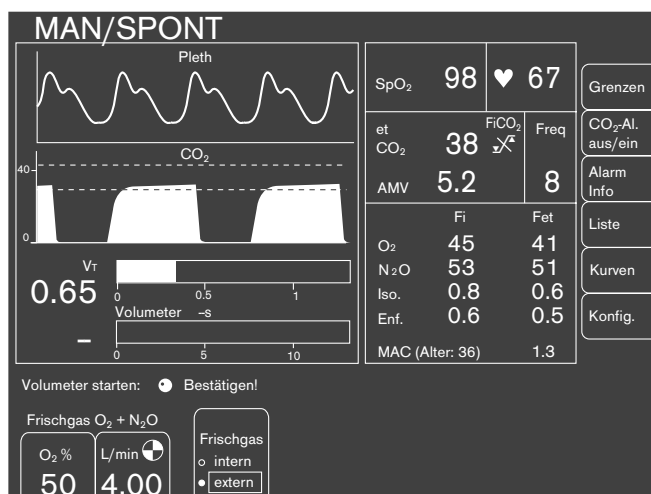 MAN/SPONT
Pleth
CO₂
40
0
VT
0.65
0 0.5 1
Volumeter –s
–
0 5 10
SpO₂ 98 ♥ 67
et CO₂ 38 FiCO₂ Freq
AMV 5.2 8
Fi Fet
O₂ 45 41
N₂O 53 51
Iso. 0.8 0.6
Enf. 0.6 0.5
MAC (Alter: 36) 1.3
Grenzen
CO₂-Al.
aus/ein
Alarm
Info
Liste
Kurven
Konfig.
Volumeter starten: Bestätigen!
Frischgas O₂ + N₂O
O₂ % L/min
50 4.00
Frischgas
intern
extern